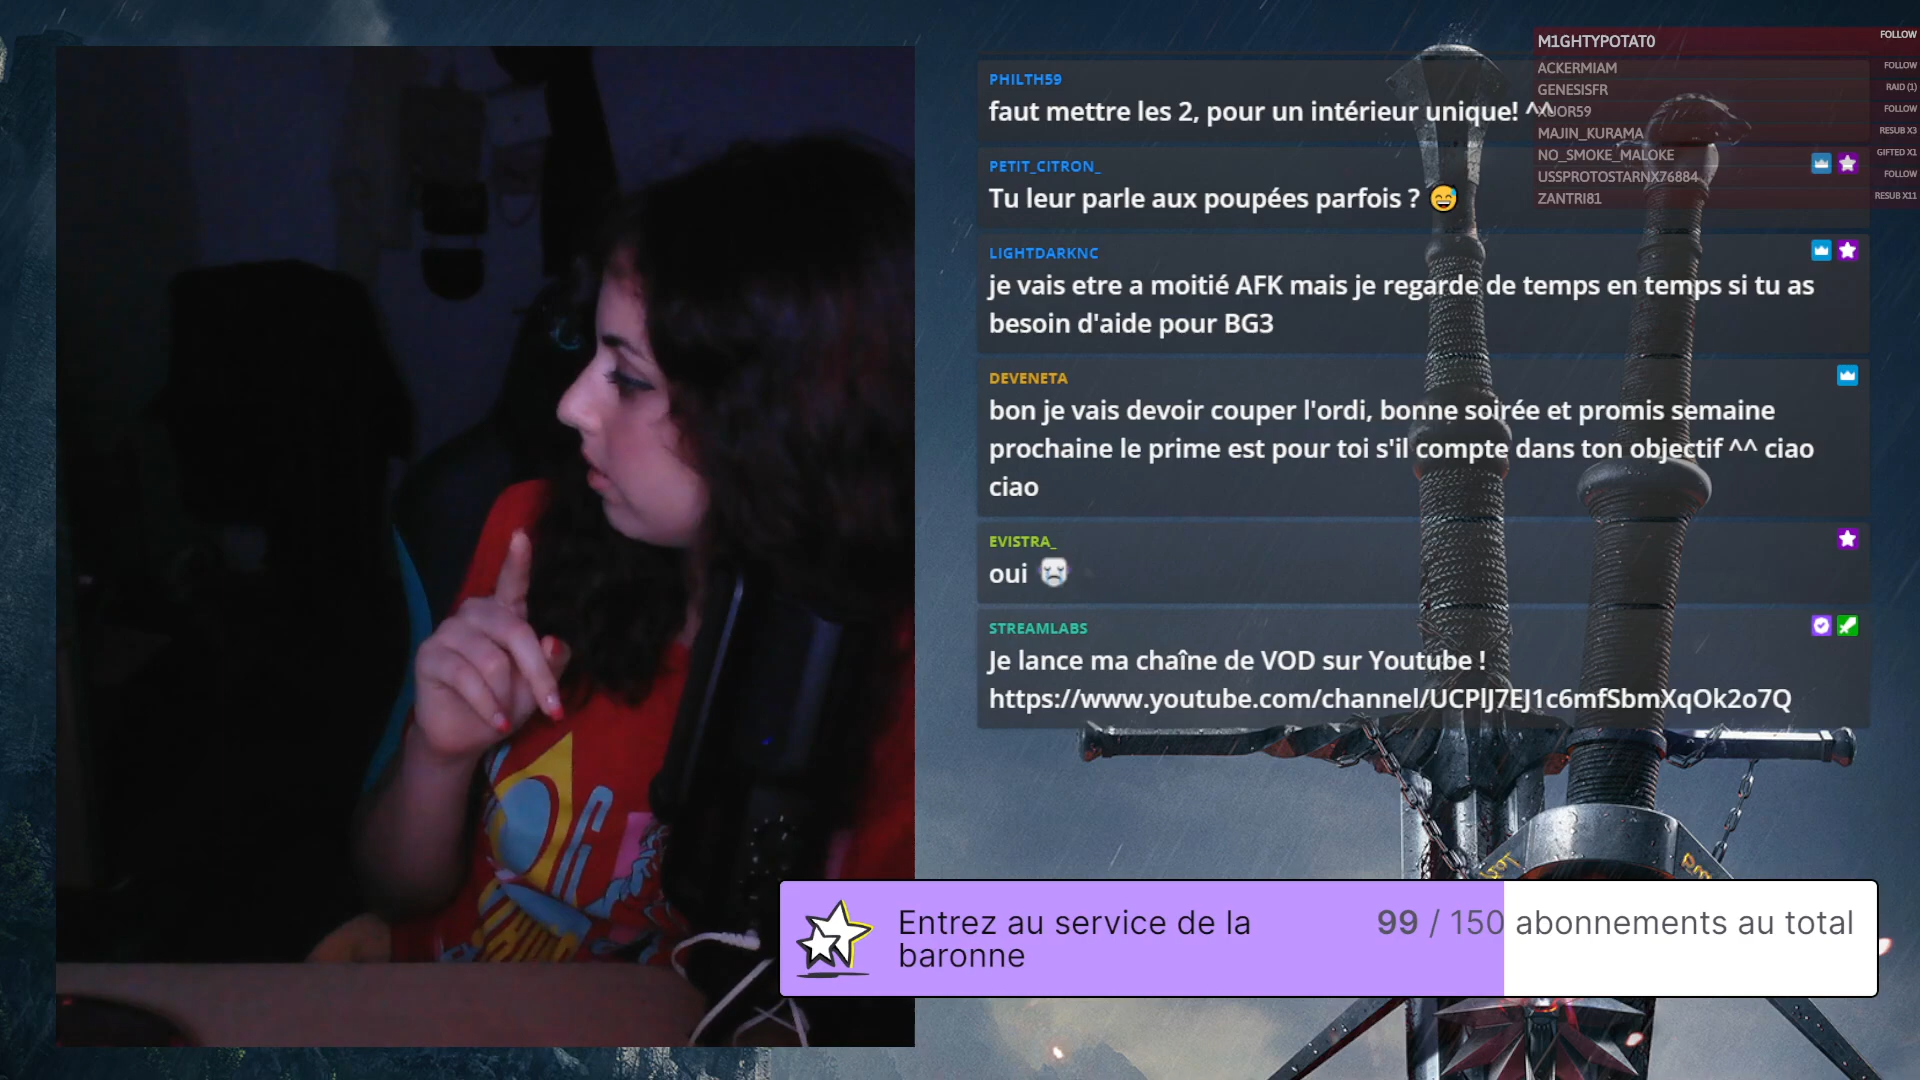 M1GHTYPOTAT0 FOLLOW
ACKERMIAM FOLLOW
GENESISFR RAID (1)
XUOR59 FOLLOW
MAJIN_KURAMA RESUB X3
NO_SMOKE_MALOKE GIFTED X1
USSPROTOSTARNX76884 FOLLOW
ZANTRI81 RESUB X11
PHILTH59
faut mettre les 2, pour un intérieur unique! ^^
PETIT_CITRON_
Tu leur parle aux poupées parfois ? 😅
LIGHTDARKNC
je vais etre a moitié AFK mais je regarde de temps en temps si tu as
besoin d'aide pour BG3
DEVENETA
bon je vais devoir couper l'ordi, bonne soirée et promis semaine
prochaine le prime est pour toi s'il compte dans ton objectif ^^ ciao
ciao
EVISTRA_
oui
STREAMLABS
Je lance ma chaîne de VOD sur Youtube !
https://www.youtube.com/channel/UCPlJ7EJ1c6mfSbmXqOk2o7Q
Entrez au service de la
baronne
99 / 150 abonnements au total